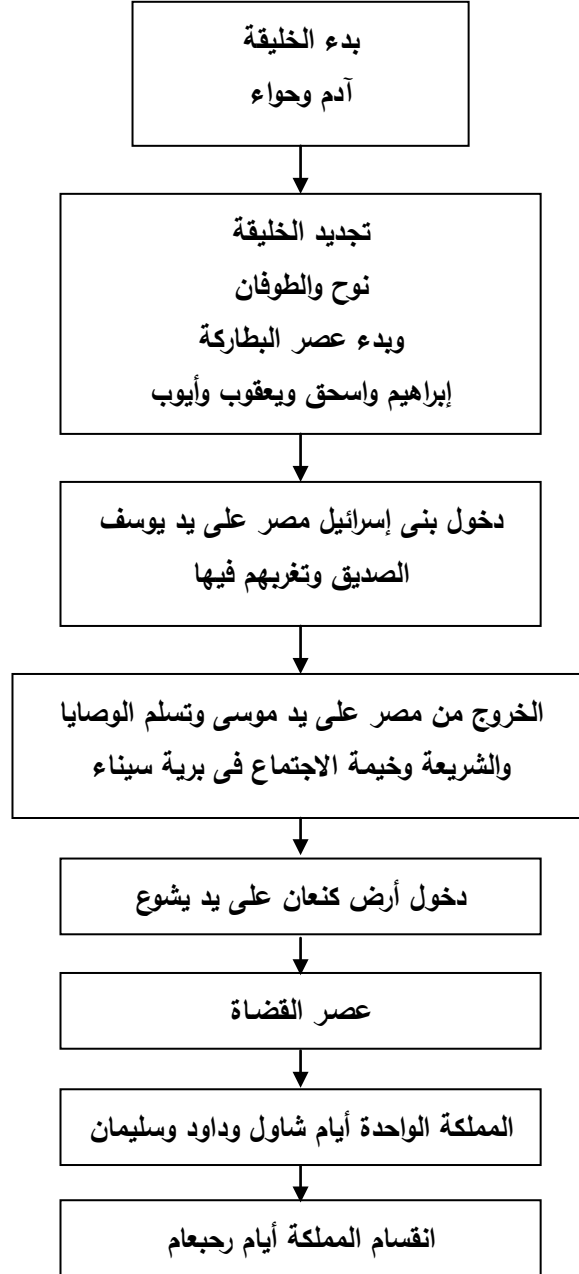 بدء الخليقة
آدم وحواء
تجديد الخليقة
نوح والطوفان
وبدء عصر البطاركة
إبراهيم واسحق ويعقوب وأيوب
دخول بنى إسرائيل مصر على يد يوسف
الصديق وتغربهم فيها
الخروج من مصر على يد موسى وتسلم الوصايا
والشريعة وخيمة الاجتماع فى برية سيناء
دخول أرض كنعان على يد يشوع
عصر القضاة
المملكة الواحدة أيام شاول وداود وسليمان
انقسام المملكة أيام رحبعام